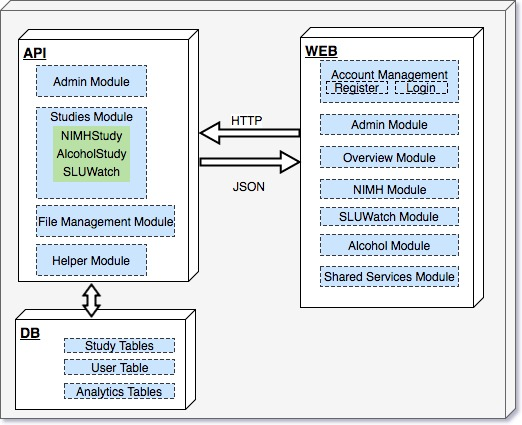 API
Admin Module
Studies Module
NIMHStudy
AlcoholStudy
SLUWatch
File Management Module
Helper Module
HTTP
JSON
WEB
Account Management
Register Login
Admin Module
Overview Module
NIMH Module
SLUWatch Module
Alcohol Module
Shared Services Module
DB
Study Tables
User Table
Analytics Tables